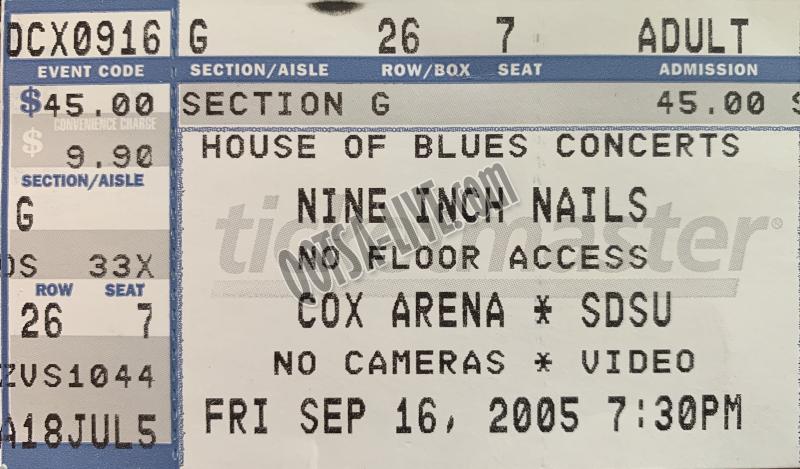 DCX0916 G 26 7 ADULT
EVENT CODE SECTION/AISLE ROW/BOX SEAT ADMISSION
$45.00 SECTION G 45.00
CONVENIENCE CHARGE
$ 9.90
HOUSE OF BLUES CONCERTS
SECTION/AISLE
G
NINE INCH NAILS
ticketmaster®
OOTSA-LIVE.com
NO FLOOR ACCESS
33X
ROW SEAT
26 7
COX ARENA * SDSU
ZVS1044
NO CAMERAS * VIDEO
A18JUL5
FRI SEP 16, 2005 7:30PM